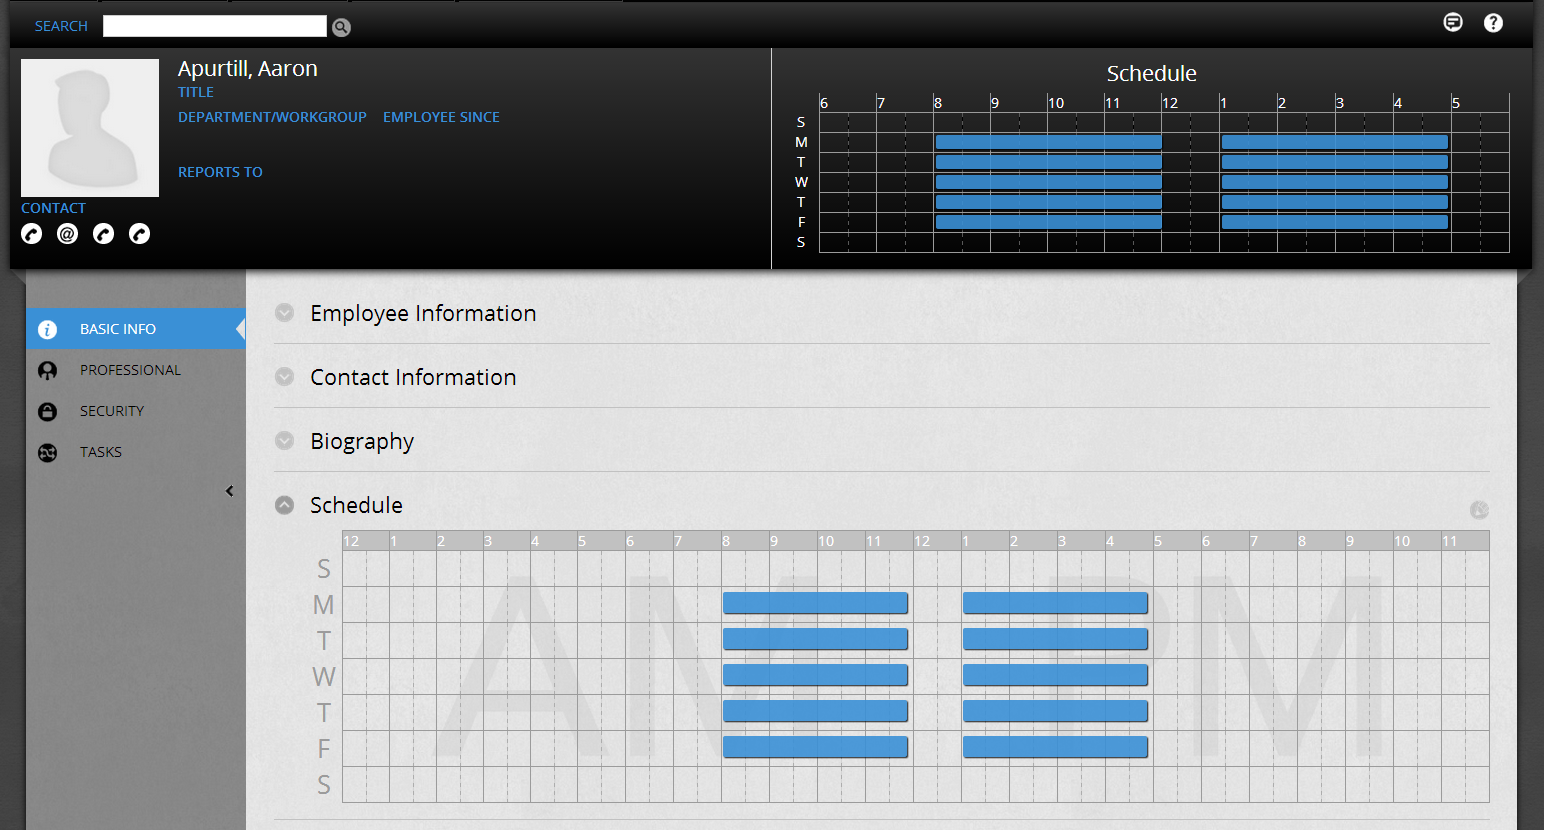 SEARCH
Apurtill, Aaron
TITLE
DEPARTMENT/WORKGROUP EMPLOYEE SINCE
REPORTS TO
CONTACT
Schedule
6 7 8 9 10 11 12 1 2 3 4 5
S
M
T
W
T
F
S
BASIC INFO
PROFESSIONAL
SECURITY
TASKS
Employee Information
Contact Information
Biography
Schedule
12 1 2 3 4 5 6 7 8 9 10 11 12 1 2 3 4 5 6 7 8 9 10 11
AM PM
S
M
T
W
T
F
S